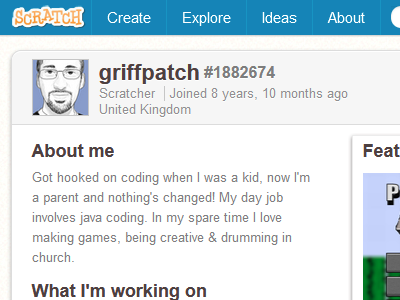 SCRATCH Create Explore Ideas About
griffpatch #1882674
Scratcher Joined 8 years, 10 months ago
United Kingdom
About me
Got hooked on coding when I was a kid, now I'm
a parent and nothing's changed! My day job
involves java coding. In my spare time I love
making games, being creative & drumming in
church.
What I'm working on
Feat